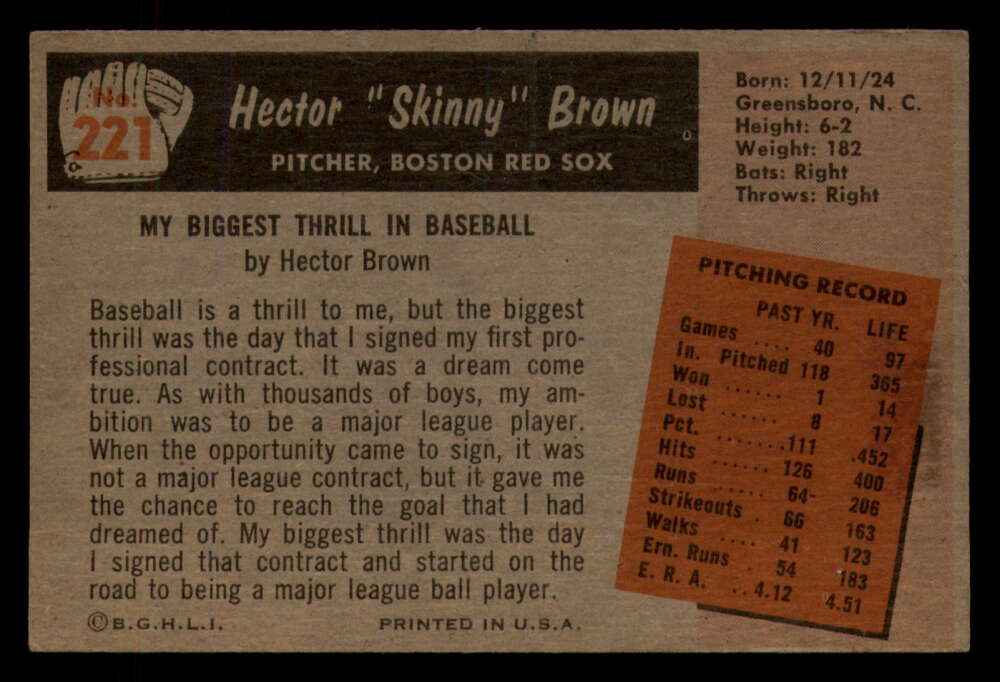 No.
221
Hector "Skinny" Brown
PITCHER, BOSTON RED SOX
Born: 12/11/24
Greensboro, N. C.
Height: 6-2
Weight: 182
Bats: Right
Throws: Right
MY BIGGEST THRILL IN BASEBALL
by Hector Brown
Baseball is a thrill to me, but the biggest
thrill was the day that I signed my first pro-
fessional contract. It was a dream come
true. As with thousands of boys, my am-
bition was to be a major league player.
When the opportunity came to sign, it was
not a major league contract, but it gave me
the chance to reach the goal that I had
dreamed of. My biggest thrill was the day
I signed that contract and started on the
road to being a major league ball player.
PITCHING RECORD
PAST YR. LIFE
Games .... 40 97
In. Pitched 118 365
Won ...... 1 14
Lost ...... 8 17
Pct. .......111 .452
Hits ...... 126 400
Runs ...... 64- 206
Strikeouts . 66 163
Walks .... 41 123
Ern. Runs . 54 183
E. R. A. .. 4.12 4.51
©B.G.H.L.I. PRINTED IN U.S.A.